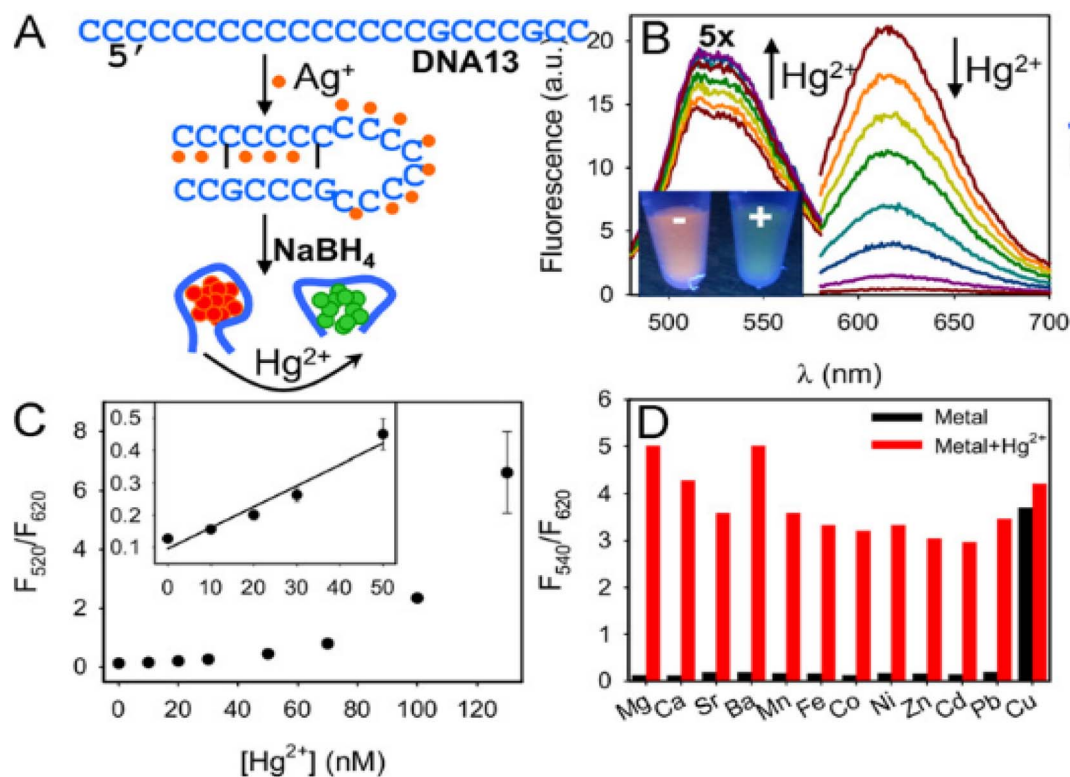 A
CCCCCCCCCCCCCCCCGCCCGCC
5′
DNA13
Ag⁺
CCCCCCCCCCCCCCCC
CCGCCCG
NaBH₄
Hg²⁺
B
5x
Hg²⁺
Hg²⁺
Fluorescence (a.u.)
20
15
10
5
0
- +
500 550 600 650 700
λ (nm)
C
F₅₂₀/F₆₂₀
8
6
4
2
0
0.5
0.4
0.3
0.2
0.1
0 10 20 30 40 50
0 20 40 60 80 100 120
[Hg²⁺] (nM)
D
Metal
Metal+Hg²⁺
F₅₄₀/F₆₂₀
6
5
4
3
2
1
0
Mg Ca Sr Ba Mn Fe Co Ni Zn Cd Pb Cu